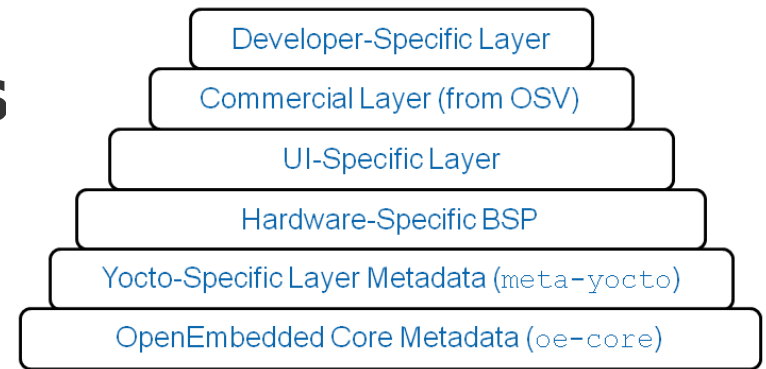 Developer-Specific Layer
s
Commercial Layer (from OSV)
UI-Specific Layer
Hardware-Specific BSP
Yocto-Specific Layer Metadata (meta-yocto)
OpenEmbedded Core Metadata (oe-core)